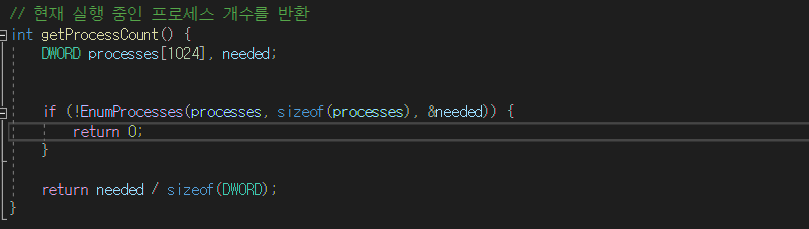 // 현재 실행 중인 프로세스 개수를 반환
int getProcessCount() {
DWORD processes[1024], needed;
if (!EnumProcesses(processes, sizeof(processes), &needed)) {
return 0;
}
return needed / sizeof(DWORD);
}